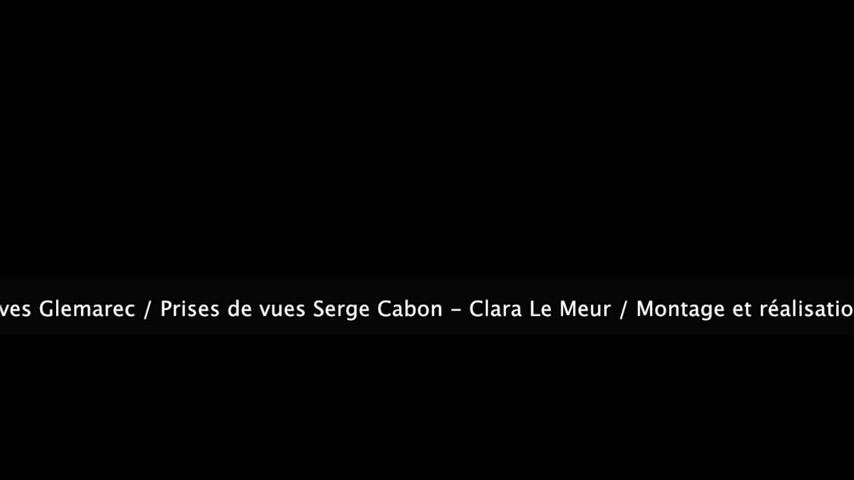 ves Glemarec / Prises de vues Serge Cabon - Clara Le Meur / Montage et réalisatio